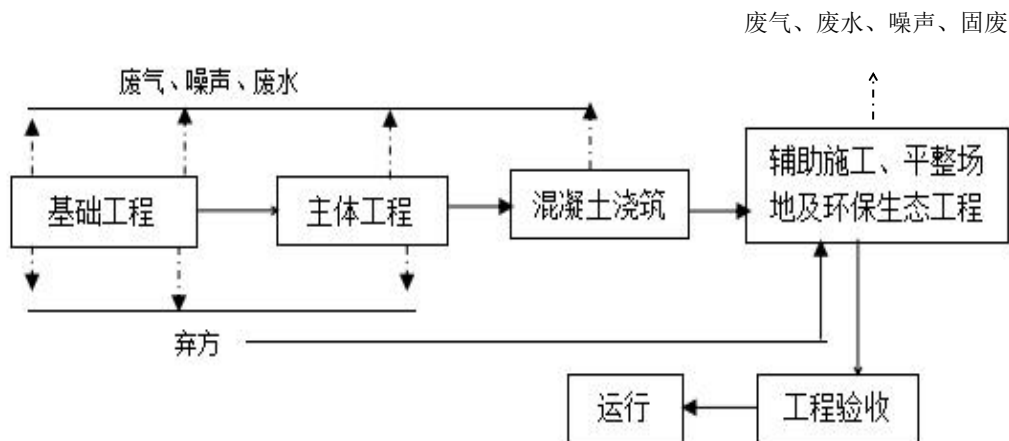 废气、废水、噪声、固废
废气、噪声、废水
基础工程
主体工程
混凝土浇筑
辅助施工、平整场
地及环保生态工程
弃方
运行
工程验收